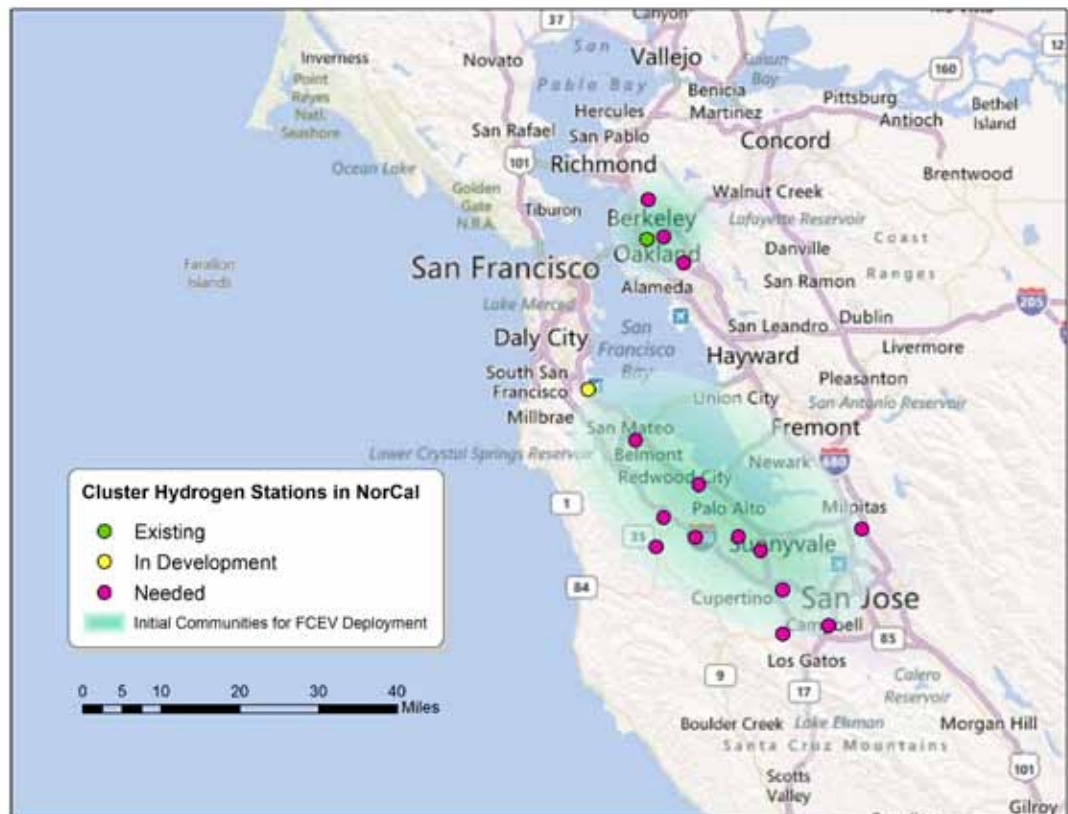 37
Canyon
Rio Vista
12
Inverness
Novato
San
Vallejo
Suisun
Bay
160
Point
Reyes
Natl.
Seashore
Pablo Bay
Benicia
Martinez
Pittsburg
Bethel
Island
Hercules
Antioch
San Rafael
San Pablo
Concord
101
Richmond
Brentwood
Ocean Lake
Golden
Gate
N.R.A.
Walnut Creek
Tiburon
Berkeley
Lafayette Reservoir
Oakland
Danville
Coast
Farallon
Islands
San Francisco
Alameda
San Ramon
Ranges
Lake Merced
205
San
Francisco
Bay
San Leandro
Dublin
Daly City
Hayward
Livermore
South San
Francisco
Pleasanton
Millbrae
Union City
San Antonio Reservoir
San Mateo
Fremont
Lower Crystal Springs Reservoir
Belmont
Newark
680
Redwood City
Cluster Hydrogen Stations in NorCal
Existing
In Development
Needed
Initial Communities for FCEV Deployment
1
Palo Alto
Milpitas
35
Sunnyvale
84
Cupertino
San Jose
Campbell
85
Los Gatos
9
17
Calero
Reservoir
0 5 10 20 30 40
Miles
Boulder Creek
Lake Elsman
Morgan Hill
Santa Cruz Mountains
101
Scotts
Valley
Gilroy